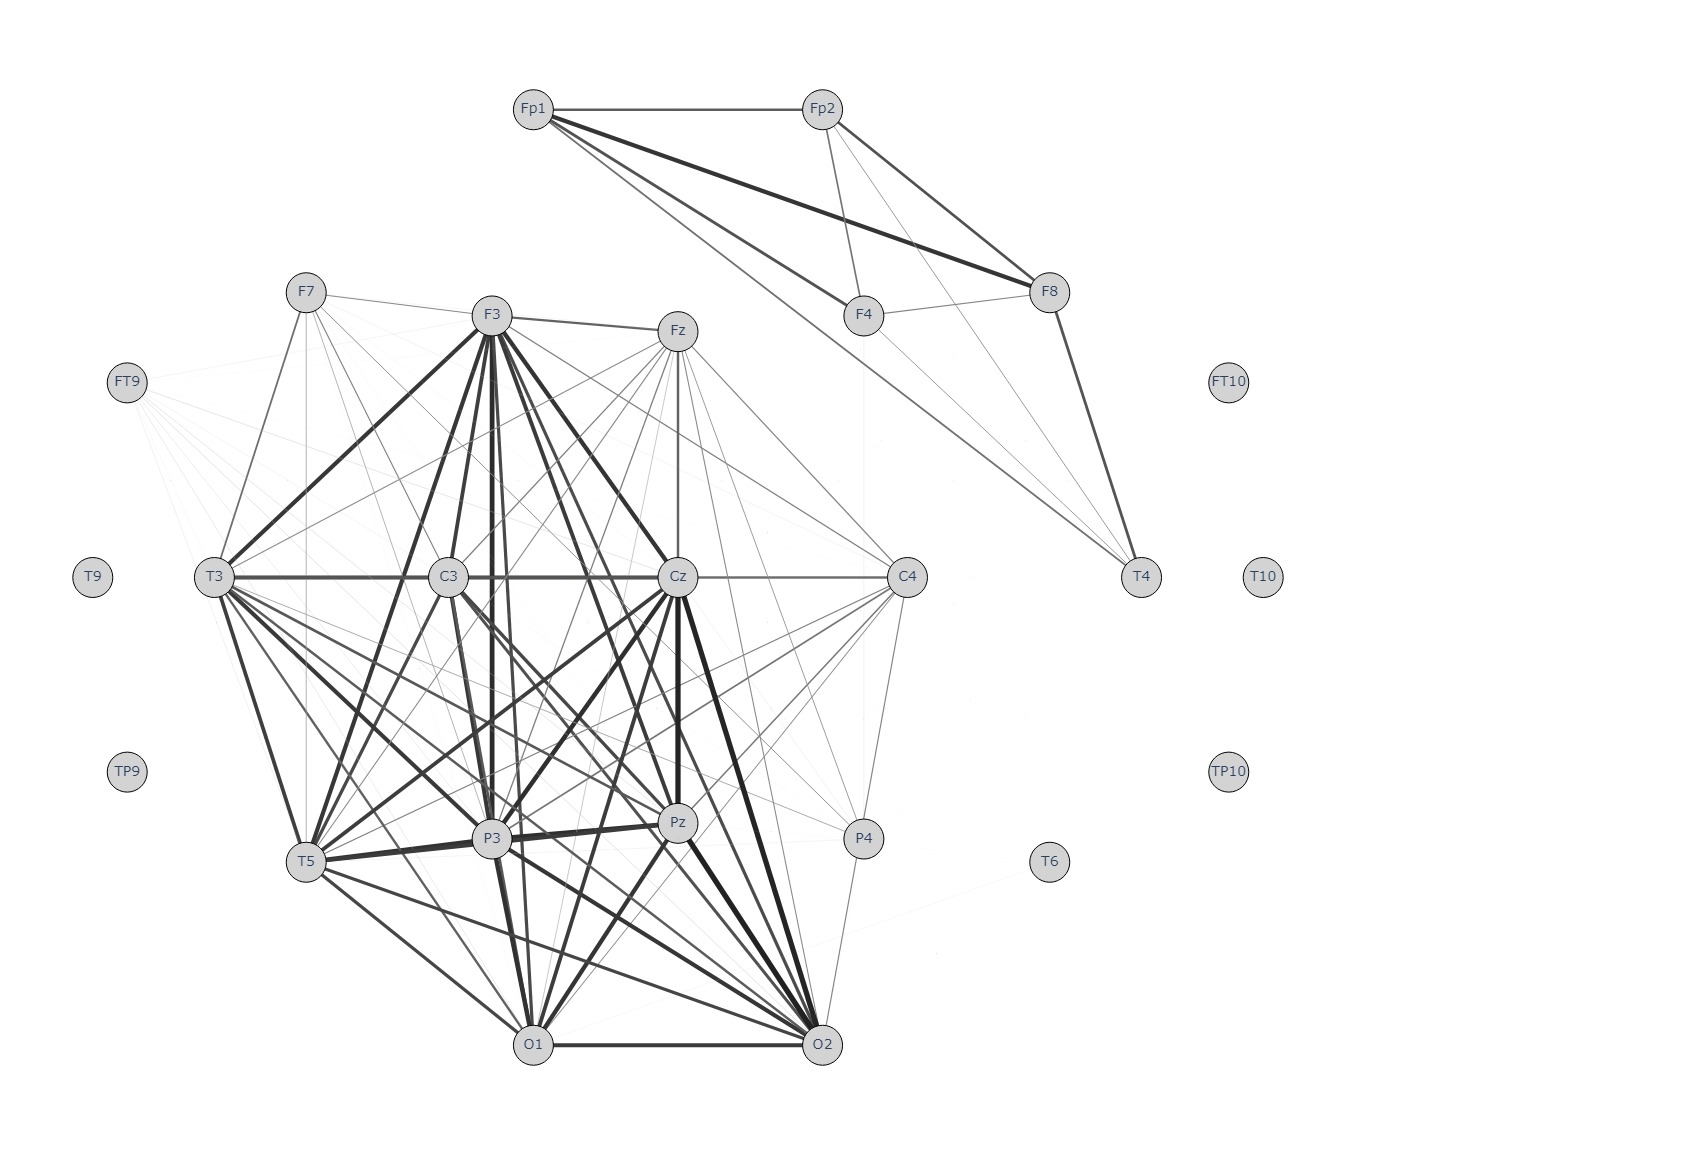 Fp1 Fp2
F7 F3 Fz F4 F8
FT9 FT10
T9 T3 C3 Cz C4 T4 T10
TP9 TP10
T5 P3 Pz P4 T6
O1 O2